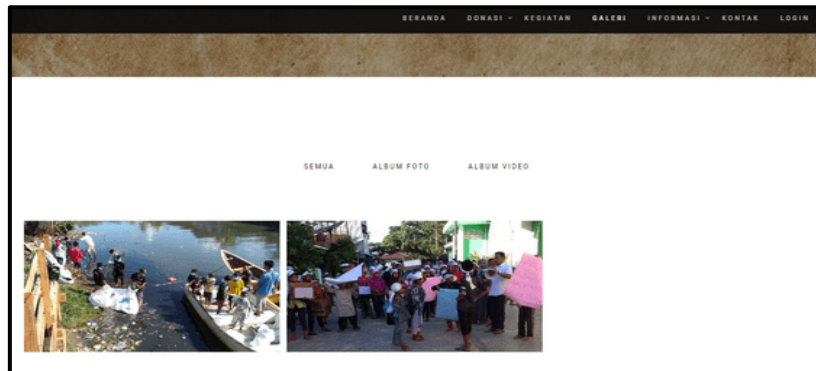 BERANDA DONASI KEGIATAN GALERI INFORMASI KONTAK LOGIN
SEMUA ALBUM FOTO ALBUM VIDEO